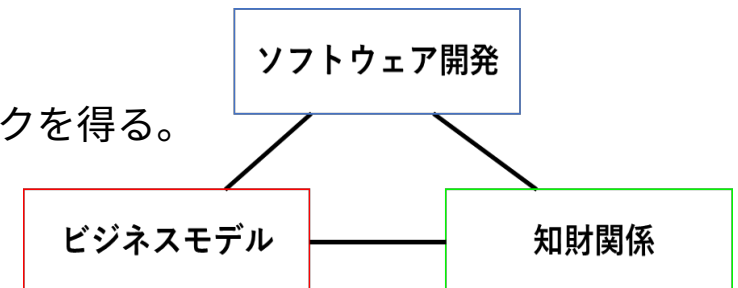 ソフトウェア開発
クを得る。
ビジネスモデル
知財関係